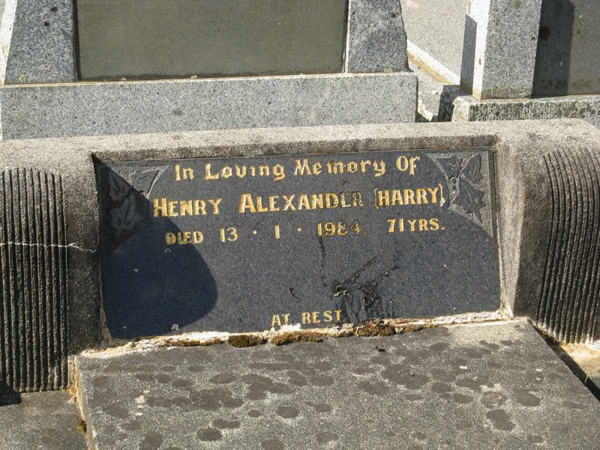 In Loving Memory Of
Henry Alexander (Harry)
Died 13 · 1 · 1984, 71yrs.
At Rest